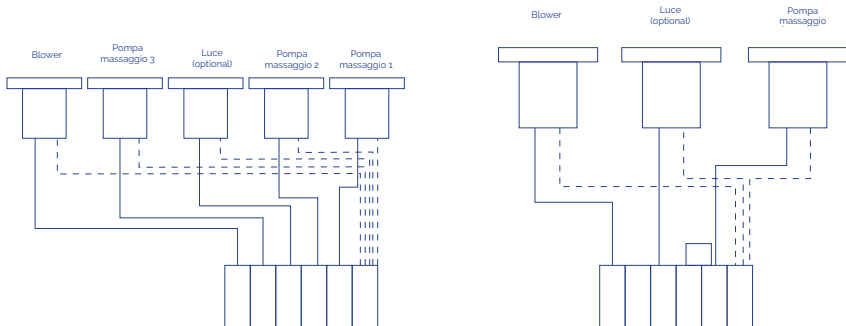 Blower
Pompa
massaggio 3
Luce
(optional)
Pompa
massaggio 2
Pompa
massaggio 1
Blower
Luce
(optional)
Pompa
massaggio